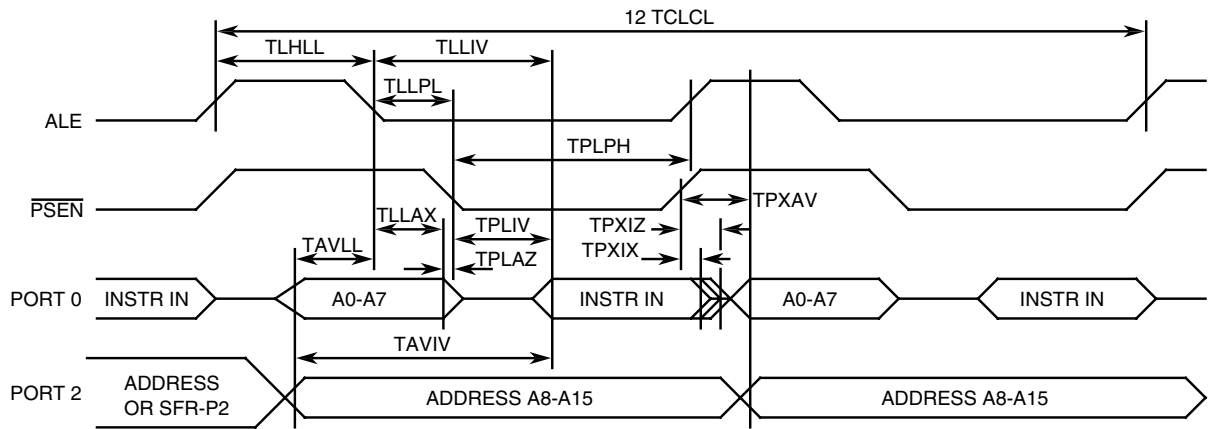 12 TCLCL
TLHLL TLLIV
TLLPL
ALE
TPLPH
PSEN
TLLAX TPLIV TPXIZ TPXAV
TAVLL TPLAZ TPXIX
PORT 0 INSTR IN A0-A7 INSTR IN A0-A7 INSTR IN
TAVIV
PORT 2 ADDRESS OR SFR-P2 ADDRESS A8-A15 ADDRESS A8-A15